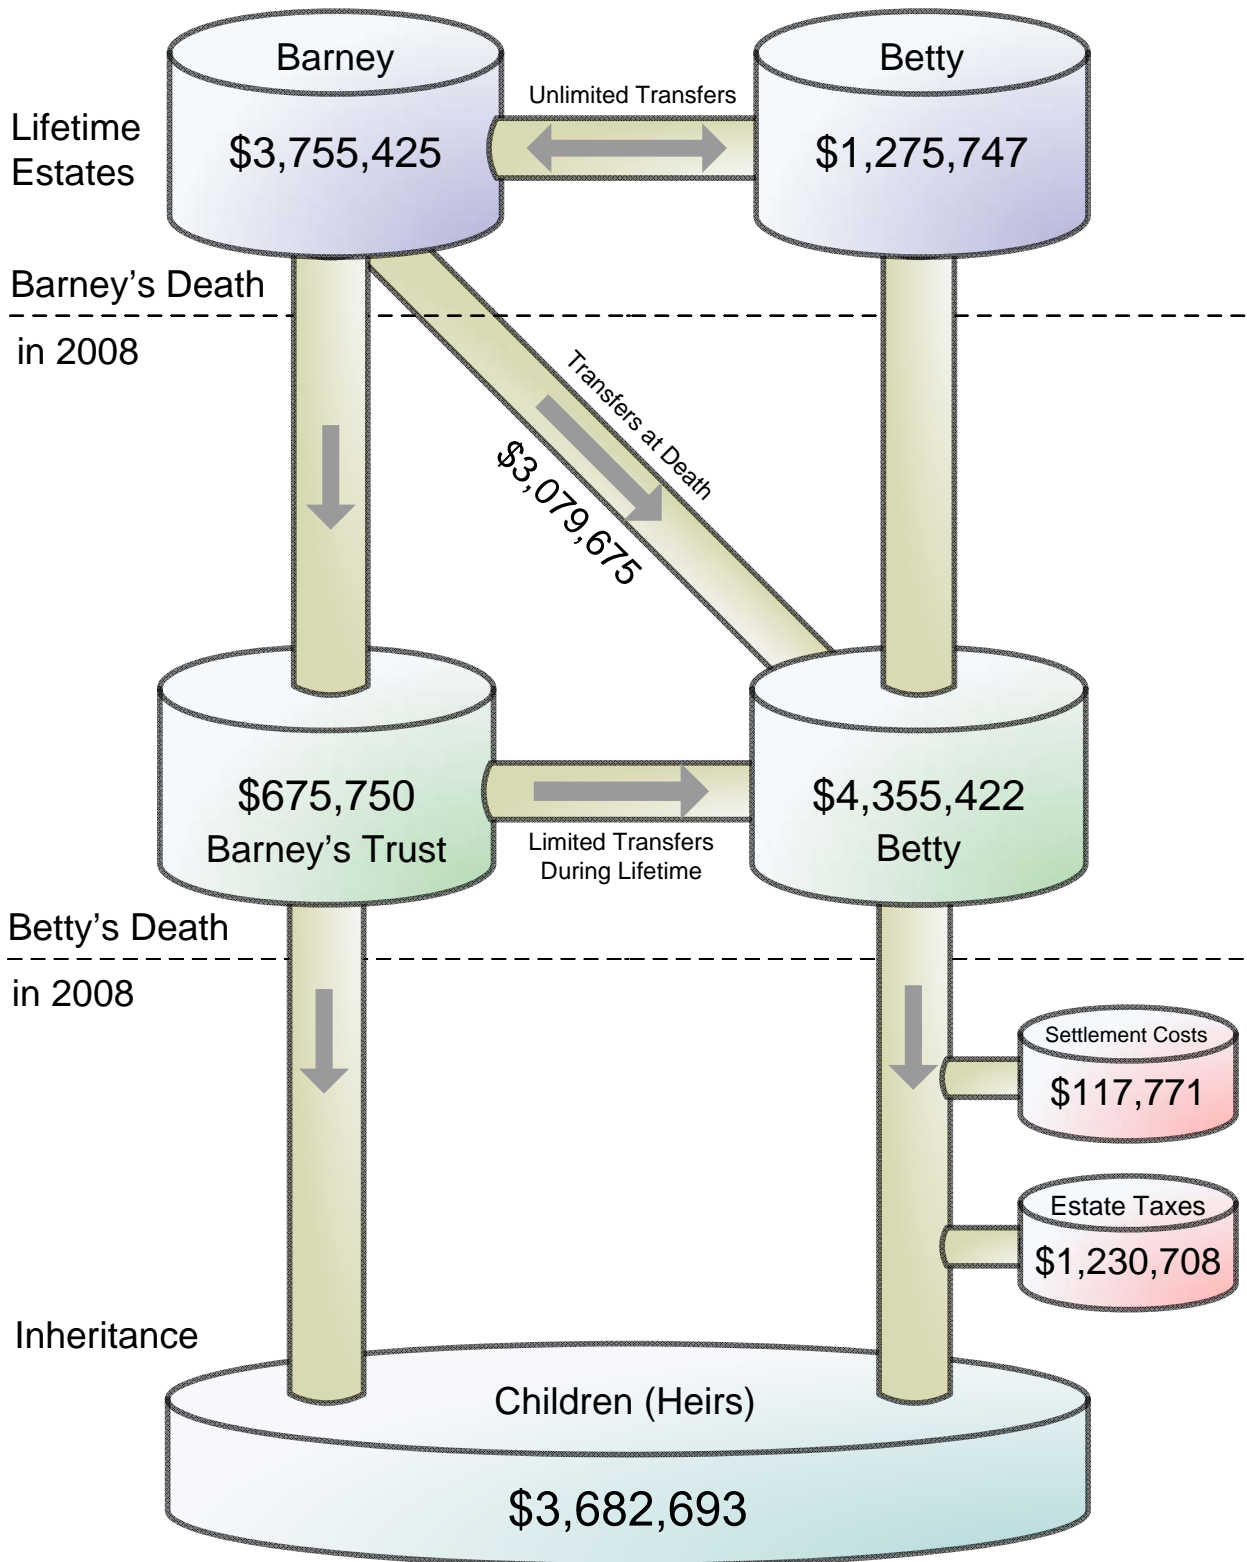 Barney
Betty
Unlimited Transfers
Lifetime
Estates
$3,755,425
$1,275,747
Barney's Death
in 2008
Transfers at Death
$3,079,675
$675,750
Barney's Trust
Limited Transfers
During Lifetime
$4,355,422
Betty
Betty's Death
in 2008
Settlement Costs
$117,771
Estate Taxes
$1,230,708
Inheritance
Children (Heirs)
$3,682,693